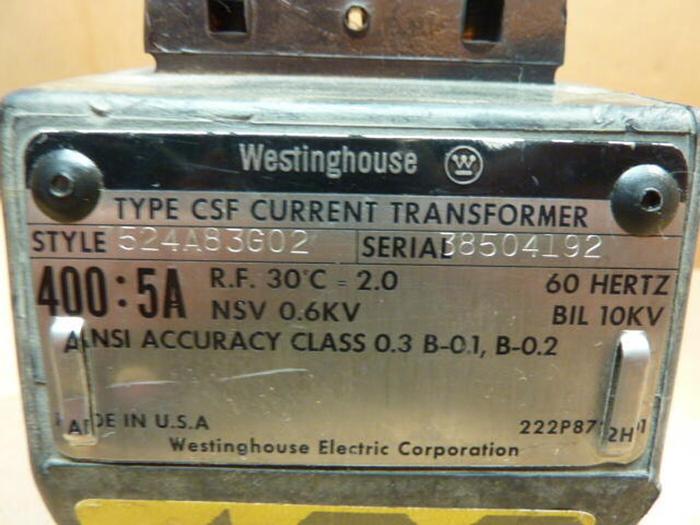 Westinghouse W
TYPE CSF CURRENT TRANSFORMER
STYLE 524A83G02 SERIAL 38504192
400:5A R.F. 30°C = 2.0 60 HERTZ
NSV 0.6KV BIL 10KV
ANSI ACCURACY CLASS 0.3 B-0.1, B-0.2
MADE IN U.S.A
Westinghouse Electric Corporation